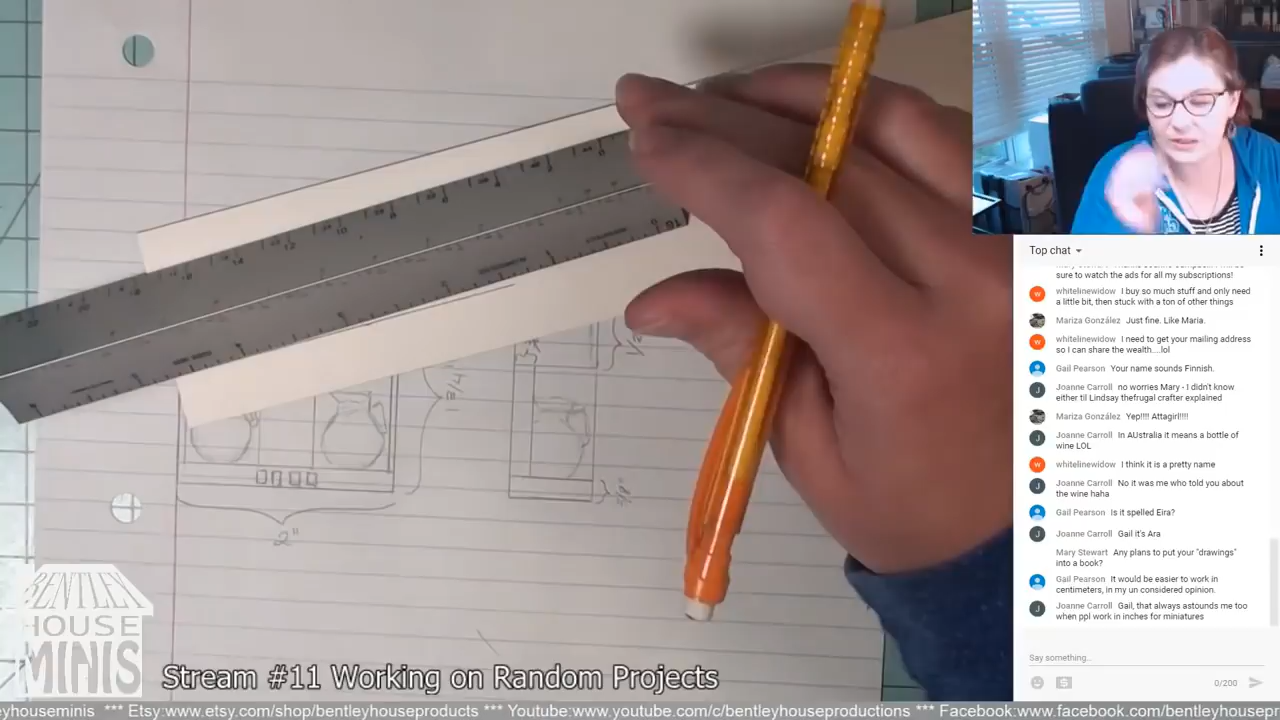 16
1 3/4"
2"
BENTLEY
HOUSE
MINIS
Stream #11 Working on Random Projects
eyhouseminis *** Etsy:www.etsy.com/shop/bentleyhouseproducts *** Youtube:www.youtube.com/c/bentleyhouseproductions *** Facebook:www.facebook.com/bentleyhousepr
Top chat
sure to watch the ads for all my subscriptions!
whitelinewidow I buy so much stuff and only need
a little bit, then stuck with a ton of other things
Mariza González Just fine. Like Maria.
whitelinewidow I need to get your mailing address
so I can share the wealth....lol
Gail Pearson Your name sounds Finnish.
Joanne Carroll no worries Mary - I didn't know
either til Lindsay thefrugal crafter explained
Mariza González Yep!!!! Attagirl!!!!
Joanne Carroll In AUstralia it means a bottle of
wine LOL
whitelinewidow I think it is a pretty name
Joanne Carroll No it was me who told you about
the wine haha
Gail Pearson Is it spelled Eira?
Joanne Carroll Gail it's Ara
Mary Stewart Any plans to put your "drawings"
into a book?
Gail Pearson It would be easier to work in
centimeters, in my un considered opinion.
Joanne Carroll Gail, that always astounds me too
when ppl work in inches for miniatures
Say something...
0/200